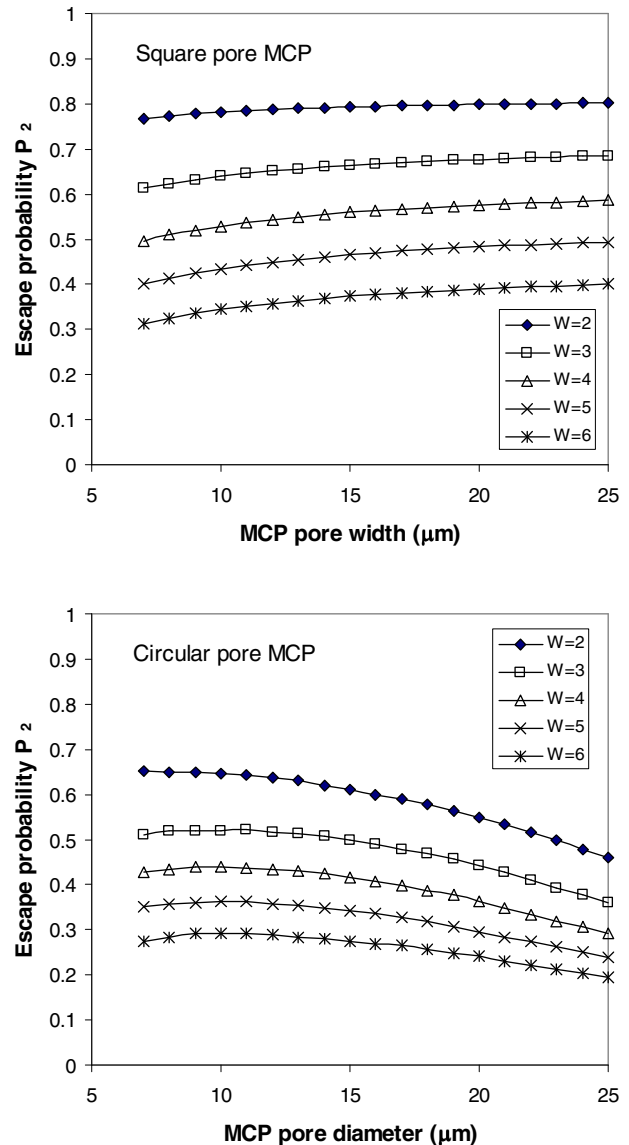 1
0.9
0.8
0.7
0.6
0.5
0.4
0.3
0.2
0.1
0
Escape probability P 2
Square pore MCP
W=2
W=3
W=4
W=5
W=6
5
10
15
20
25
MCP pore width (μm)
1
0.9
0.8
0.7
0.6
0.5
0.4
0.3
0.2
0.1
0
Escape probability P 2
Circular pore MCP
W=2
W=3
W=4
W=5
W=6
5
10
15
20
25
MCP pore diameter (μm)